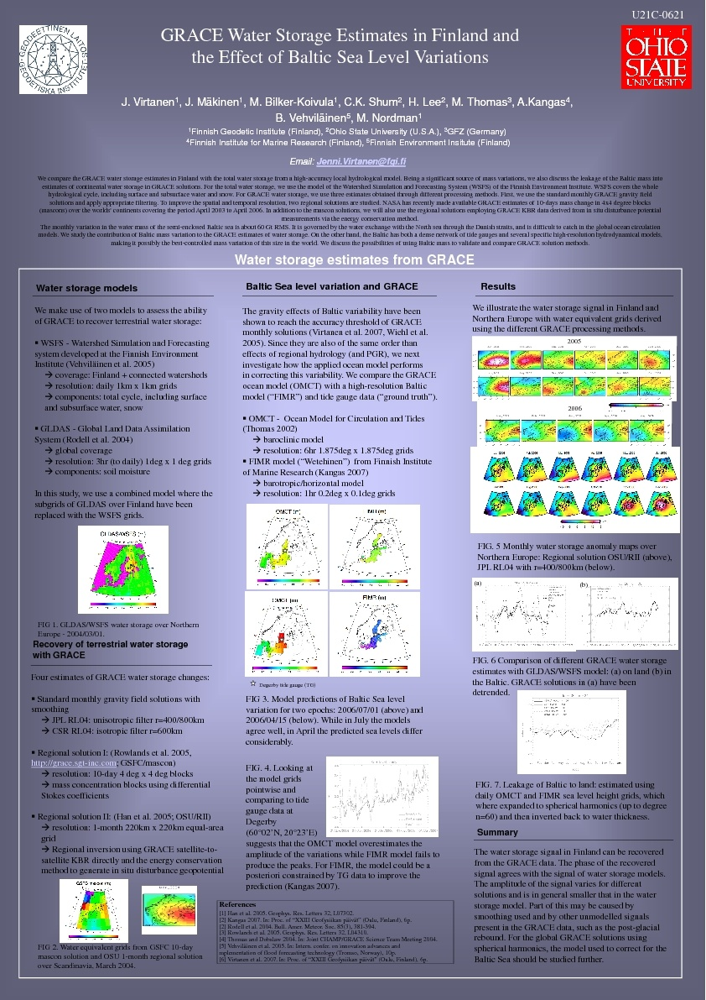 U21C-0621
GEODEETTINEN LAITOS
GEODETISKA INSTITUTET
GRACE Water Storage Estimates in Finland and
the Effect of Baltic Sea Level Variations
T · H · E
OHIO
STATE
UNIVERSITY
J. Virtanen¹, J. Mäkinen¹, M. Bilker-Koivula¹, C.K. Shum², H. Lee², M. Thomas³, A.Kangas⁴,
B. Vehviläinen⁵, M. Nordman¹
¹Finnish Geodetic Institute (Finland), ²Ohio State University (U.S.A.), ³GFZ (Germany)
⁴Finnish Institute for Marine Research (Finland), ⁵Finnish Environment Insitute (Finland)
Email: Jenni.Virtanen@fgi.fi
We compare the GRACE water storage estimates in Finland with the total water storage from a high-accuracy local hydrological model. Being a significant source of mass variations, we also discuss the leakage of the Baltic mass into
estimates of continental water storage in GRACE solutions. For the total water storage, we use the model of the Watershed Simulation and Forecasting System (WSFS) of the Finnish Environment Institute. WSFS covers the whole
hydrological cycle, including surface and subsurface water and snow. For GRACE water storage, we use three estimates obtained through different processing methods. First, we use the standard monthly GRACE gravity field
solutions and apply appropriate filtering. To improve the spatial and temporal resolution, two regional solutions are studied. NASA has recently made available GRACE estimates of 10-days mass change in 4x4 degree blocks
(mascons) over the worlds' continents covering the period April 2003 to April 2006. In addition to the mascon solutions, we will also use the regional solutions employing GRACE KBR data derived from in situ disturbance potential
measurements via the energy conservation method.
The monthly variation in the water mass of the semi-enclosed Baltic sea is about 60 Gt RMS. It is governed by the water exchange with the North sea through the Danish straits, and is difficult to catch in the global ocean circulation
models. We study the contribution of Baltic mass variation to the GRACE estimates of water storage. On the other hand, the Baltic has both a dense network of tide gauges and several specific high-resolution hydrodynamical models,
making it possibly the best-controlled mass variation of this size in the world. We discuss the possibilities of using Baltic mass to validate and compare GRACE solution methods.
Water storage estimates from GRACE
Water storage models
We make use of two models to assess the ability
of GRACE to recover terrestrial water storage:
▪ WSFS - Watershed Simulation and Forecasting
system developed at the Finnish Environment
Institute (Vehviläinen et al. 2005)
→ coverage: Finland + connected watersheds
→ resolution: daily 1km x 1km grids
→ components: total cycle, including surface
and subsurface water, snow
▪ GLDAS - Global Land Data Assimilation
System (Rodell et al. 2004)
→ global coverage
→ resolution: 3hr (to daily) 1deg x 1 deg grids
→ components: soil moisture
In this study, we use a combined model where the
subgrids of GLDAS over Finland have been
replaced with the WSFS grids.
GLDAS/WSFS (m)
FIG 1. GLDAS/WSFS water storage over Northern
Europe - 2004/03/01.
Recovery of terrestrial water storage
with GRACE
Four estimates of GRACE water storage changes:
▪ Standard monthly gravity field solutions with
smoothing
→ JPL RL04: unisotropic filter r=400/800km
→ CSR RL04: isotropic filter r=600km
▪ Regional solution I: (Rowlands et al. 2005,
http://grace.sgt-inc.com; GSFC/mascon)
→ resolution: 10-day 4 deg x 4 deg blocks
→ mass concentration blocks using differential
Stokes coefficients
▪ Regional solution II: (Han et al. 2005; OSU/RII)
→ resolution: 1-month 220km x 220km equal-area
grid
→ Regional inversion using GRACE satellite-to-
satellite KBR directly and the energy conservation
method to generate in situ disturbance geopotential
GSFC mascon (m)
FIG 2. Water equivalent grids from GSFC 10-day
mascon solution and OSU 1-month regional solution
over Scandinavia, March 2004.
Baltic Sea level variation and GRACE
The gravity effects of Baltic variability have been
shown to reach the accuracy threshold of GRACE
monthly solutions (Virtanen et al. 2007, Wiehl et al.
2005). Since they are also of the same order than
effects of regional hydrology (and PGR), we next
investigate how the applied ocean model performs
in correcting this variability. We compare the GRACE
ocean model (OMCT) with a high-resolution Baltic
model ("FIMR") and tide gauge data ("ground truth").
▪ OMCT - Ocean Model for Circulation and Tides
(Thomas 2002)
→ baroclinic model
→ resolution: 6hr 1.875deg x 1.875deg grids
▪ FIMR model ("Wetehinen") from Finnish Institute
of Marine Research (Kangas 2007)
→ barotropic/horizontal model
→ resolution: 1hr 0.2deg x 0.1deg grids
OMCT (m)
OMCT (m)
FIMR (m)
Degerby tide gauge (TG)
FIG 3. Model predictions of Baltic Sea level
variation for two epochs: 2006/07/01 (above) and
2006/04/15 (below). While in July the models
agree well, in April the predicted sea levels differ
considerably.
FIG. 4. Looking at
the model grids
pointwise and
comparing to tide
gauge data at
Degerby
(60°02'N, 20°23'E)
suggests that the OMCT model overestimates the
amplitude of the variations while FIMR model fails to
produce the peaks. For FIMR, the model could be a
posteriori constrained by TG data to improve the
prediction (Kangas 2007).
References
[1] Han et al. 2005. Geophys. Res. Letters 32, L07302.
[2] Kangas 2007. In: Proc. of "XXIII Geofysiikan päivät" (Oulu, Finland), 6p.
[2] Rodell et al. 2004. Bull. Amer. Meteor. Soc. 85(3), 381-394.
[3] Rowlands et al. 2005. Geophys. Res. Letters 32, L04310.
[4] Thomas and Dobslaw 2004. In: Joint CHAMP/GRACE Science Team Meeting 2004.
[5] Vehviläinen et al. 2005. In: Intern. confer. on innovation advances and
implementation of flood forecasting technology (Tromso, Norway), 10p.
[6] Virtanen et al. 2007. In: Proc. of "XXIII Geofysiikan päivät" (Oulu, Finland), 6p.
Results
We illustrate the water storage signal in Finland and
Northern Europe with water equivalent grids derived
using the different GRACE processing methods.
2005
2006
FIG. 5 Monthly water storage anomaly maps over
Northern Europe: Regional solution OSU/RII (above),
JPL RL04 with r=400/800km (below).
(a)
(b)
FIG. 6 Comparison of different GRACE water storage
estimates with GLDAS/WSFS model: (a) on land (b) in
the Baltic. GRACE solutions in (a) have been
detrended.
FIG. 7. Leakage of Baltic to land: estimated using
daily OMCT and FIMR sea level height grids, which
where expanded to spherical harmonics (up to degree
n=60) and then inverted back to water thickness.
Summary
The water storage signal in Finland can be recovered
from the GRACE data. The phase of the recovered
signal agrees with the signal of water storage models.
The amplitude of the signal varies for different
solutions and is in general smaller that in the water
storage model. Part of this may be caused by
smoothing used and by other unmodelled signals
present in the GRACE data, such as the post-glacial
rebound. For the global GRACE solutions using
spherical harmonics, the model used to correct for the
Baltic Sea should be studied further.